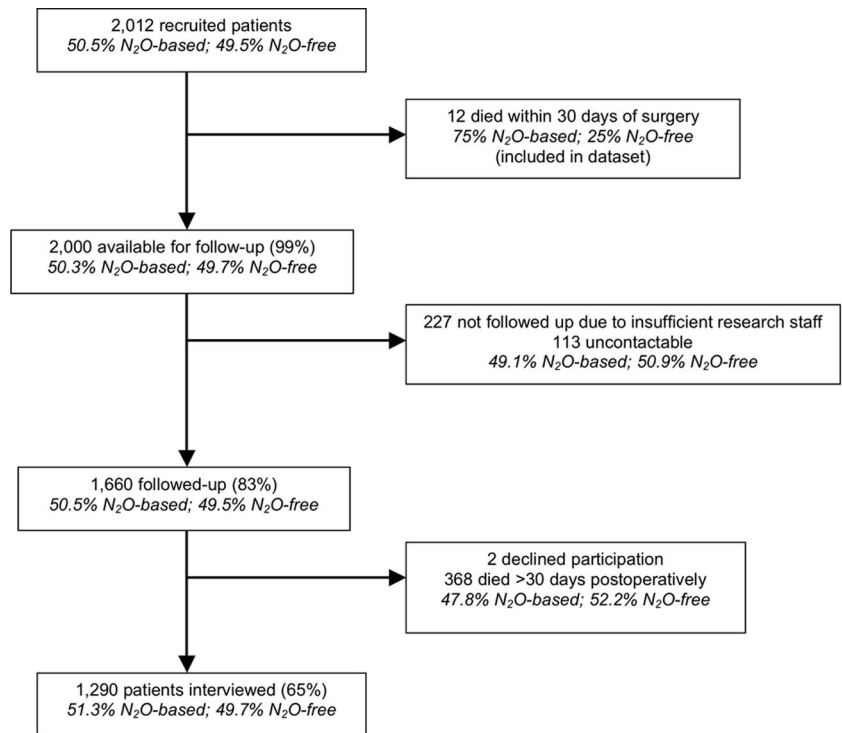 2,012 recruited patients
50.5% N₂O-based; 49.5% N₂O-free
12 died within 30 days of surgery
75% N₂O-based; 25% N₂O-free
(included in dataset)
2,000 available for follow-up (99%)
50.3% N₂O-based; 49.7% N₂O-free
227 not followed up due to insufficient research staff
113 uncontactable
49.1% N₂O-based; 50.9% N₂O-free
1,660 followed-up (83%)
50.5% N₂O-based; 49.5% N₂O-free
2 declined participation
368 died >30 days postoperatively
47.8% N₂O-based; 52.2% N₂O-free
1,290 patients interviewed (65%)
51.3% N₂O-based; 49.7% N₂O-free